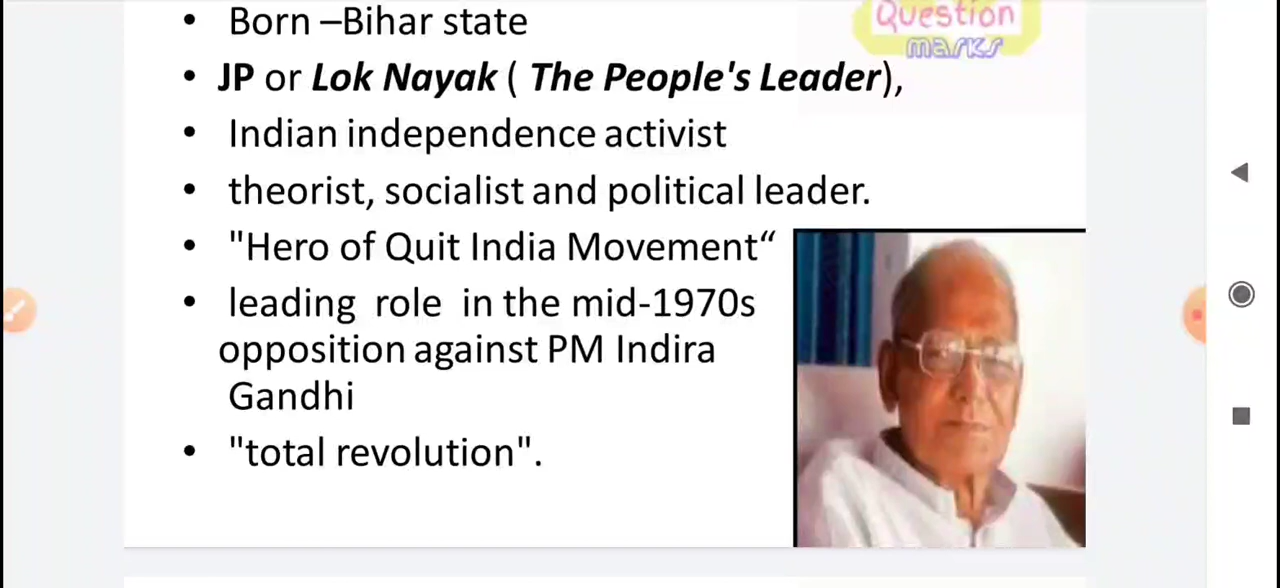 Question
marks
• Born –Bihar state
• JP or Lok Nayak ( The People's Leader),
• Indian independence activist
• theorist, socialist and political leader.
• "Hero of Quit India Movement“
• leading role in the mid-1970s
opposition against PM Indira
Gandhi
• "total revolution".